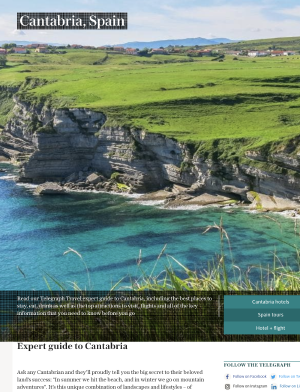 Cantabria, Spain
Read our Telegraph Travel expert guide to Cantabria, including the best places to
stay, eat, drink as well as the top attractions to visit, flights and all of the key
information that you need to know before you go
Cantabria hotels
Spain tours
Hotel + flight
Expert guide to Cantabria
Ask any Cantabrian and they'll proudly tell you the big secret to their beloved
land's success: "In summer we hit the beach, and in winter we go on mountain
adventures". It's this unique combination of landscapes and lifestyles – of
FOLLOW THE TELEGRAPH
Follow on Facebook
Follow on
Follow on Instagram
Follow on